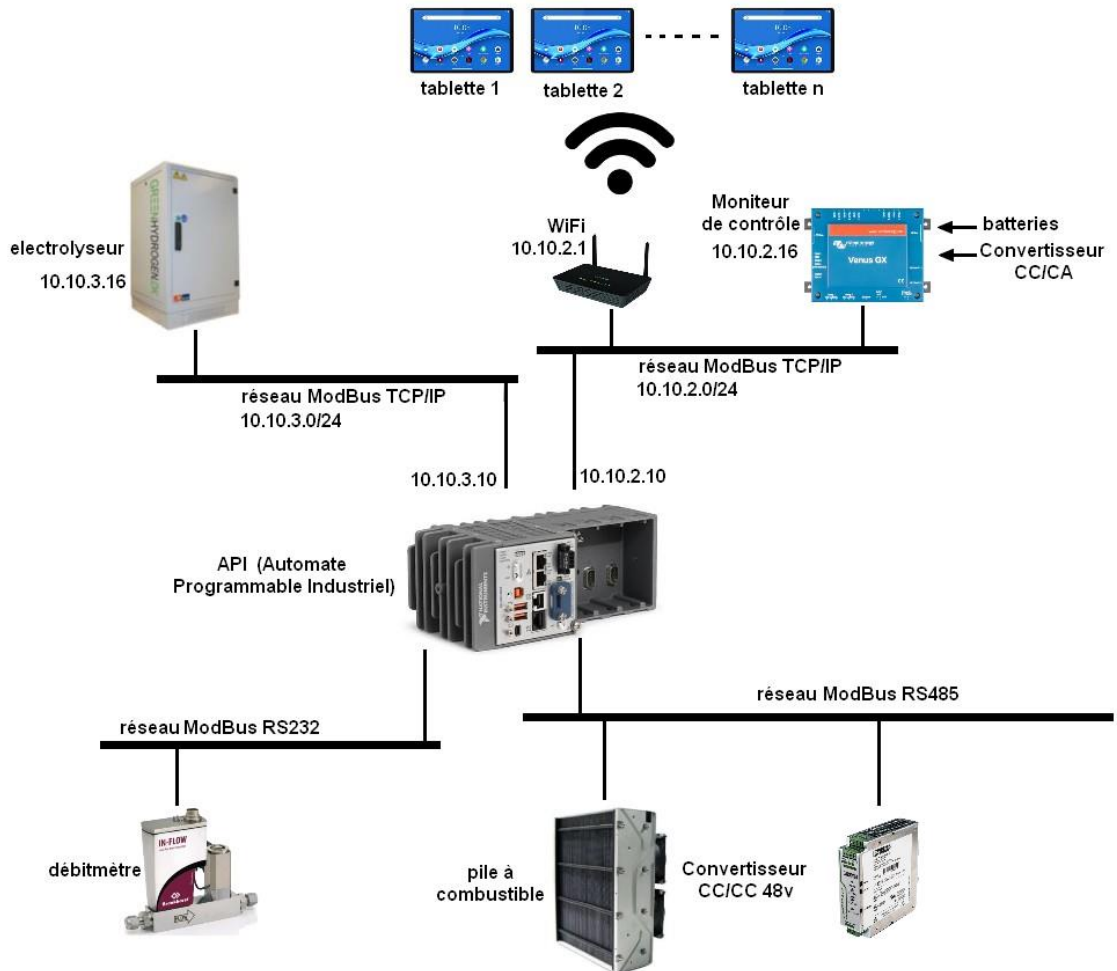 tablette 1
tablette 2
tablette n
WiFi
10.10.2.1
Moniteur
de contrôle
10.10.2.16
batteries
Convertisseur
CC/CA
Venus GX
electrolyseur
10.10.3.16
GREENHYDROGEN
réseau ModBus TCP/IP
10.10.3.0/24
réseau ModBus TCP/IP
10.10.2.0/24
10.10.3.10
10.10.2.10
API (Automate
Programmable Industriel)
NATIONAL
INSTRUMENTS
réseau ModBus RS232
réseau ModBus RS485
débitmètre
IN-FLOW
pile à
combustible
Convertisseur
CC/CC 48v